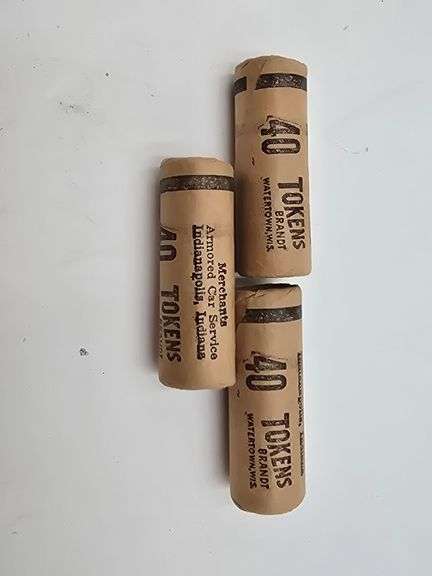 40
TOKENS
BRANDT
WATERTOWN,WIS.
Merchants
Armored Car Service
Indianapolis, Indiana
40
TOKENS
40
TOKENS
BRANDT
WATERTOWN,WIS.